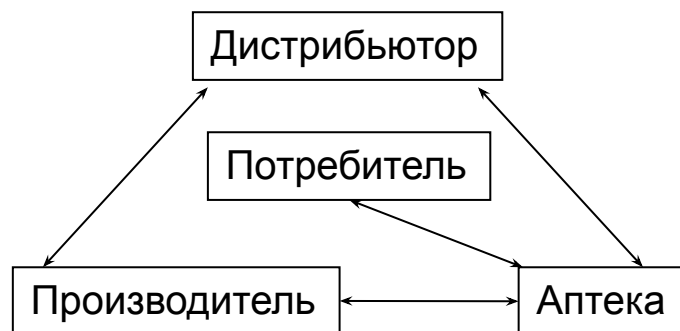 Дистрибьютор
Потребитель
Производитель
Аптека